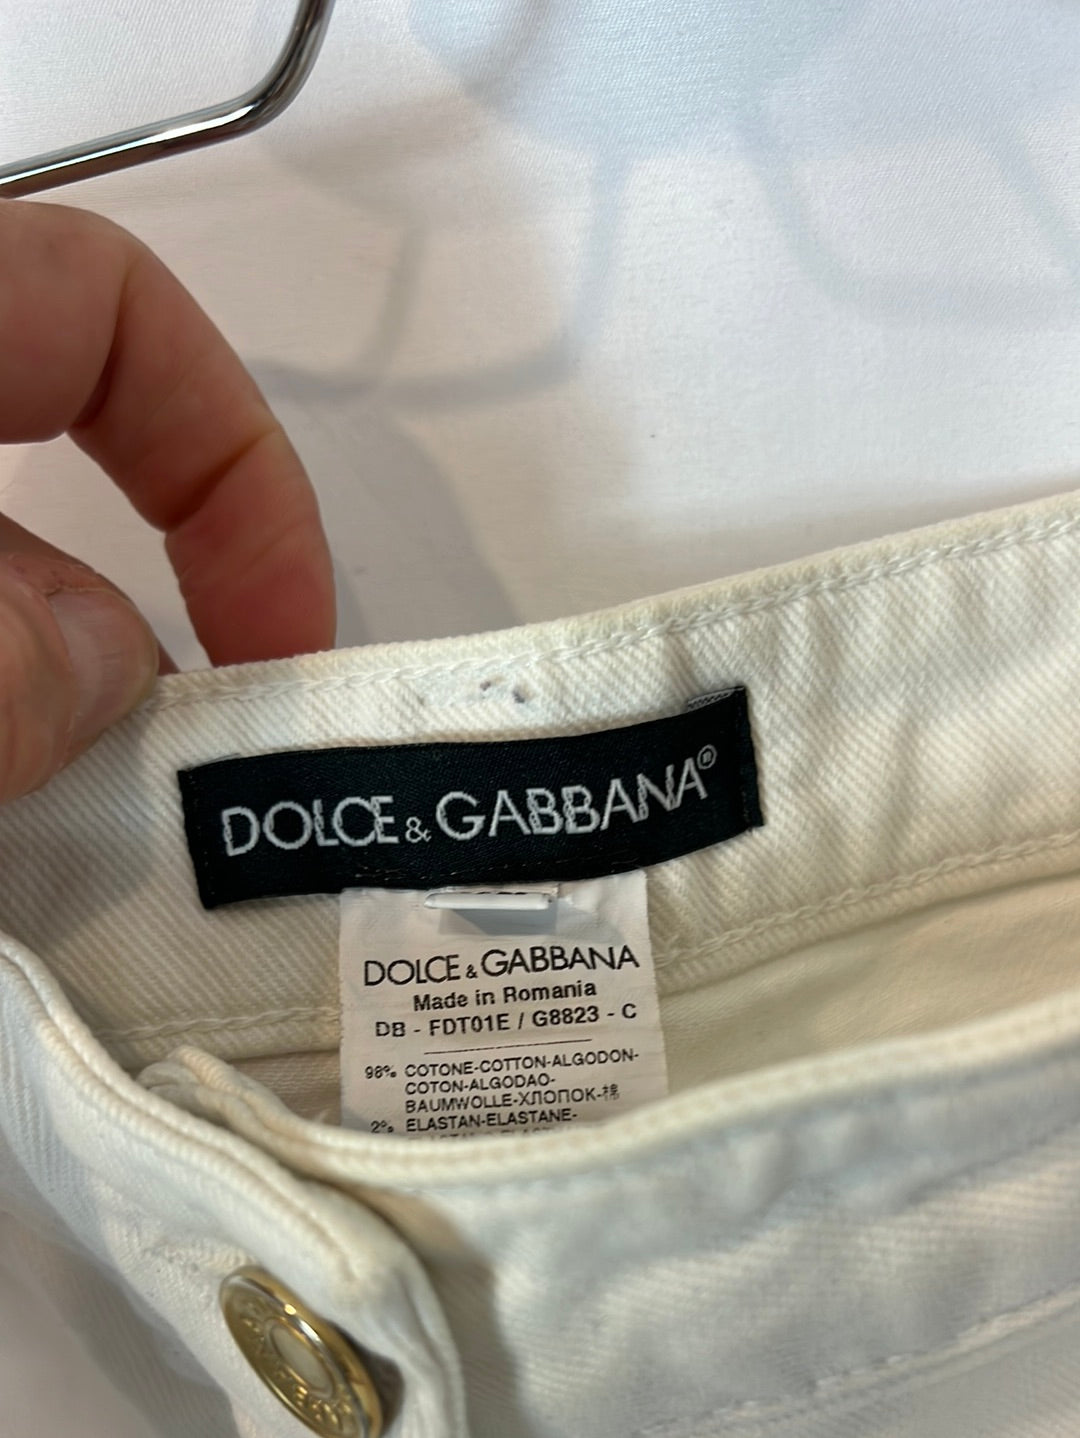 DOLCE & GABBANA®
DOLCE & GABBANA
Made in Romania
DB - FDT01E / G8823 - C
98% COTONE-COTTON-ALGODON-
COTON-ALGODAO-
BAUMWOLLE-ХЛОПОК-棉
2% ELASTAN-ELASTANE-